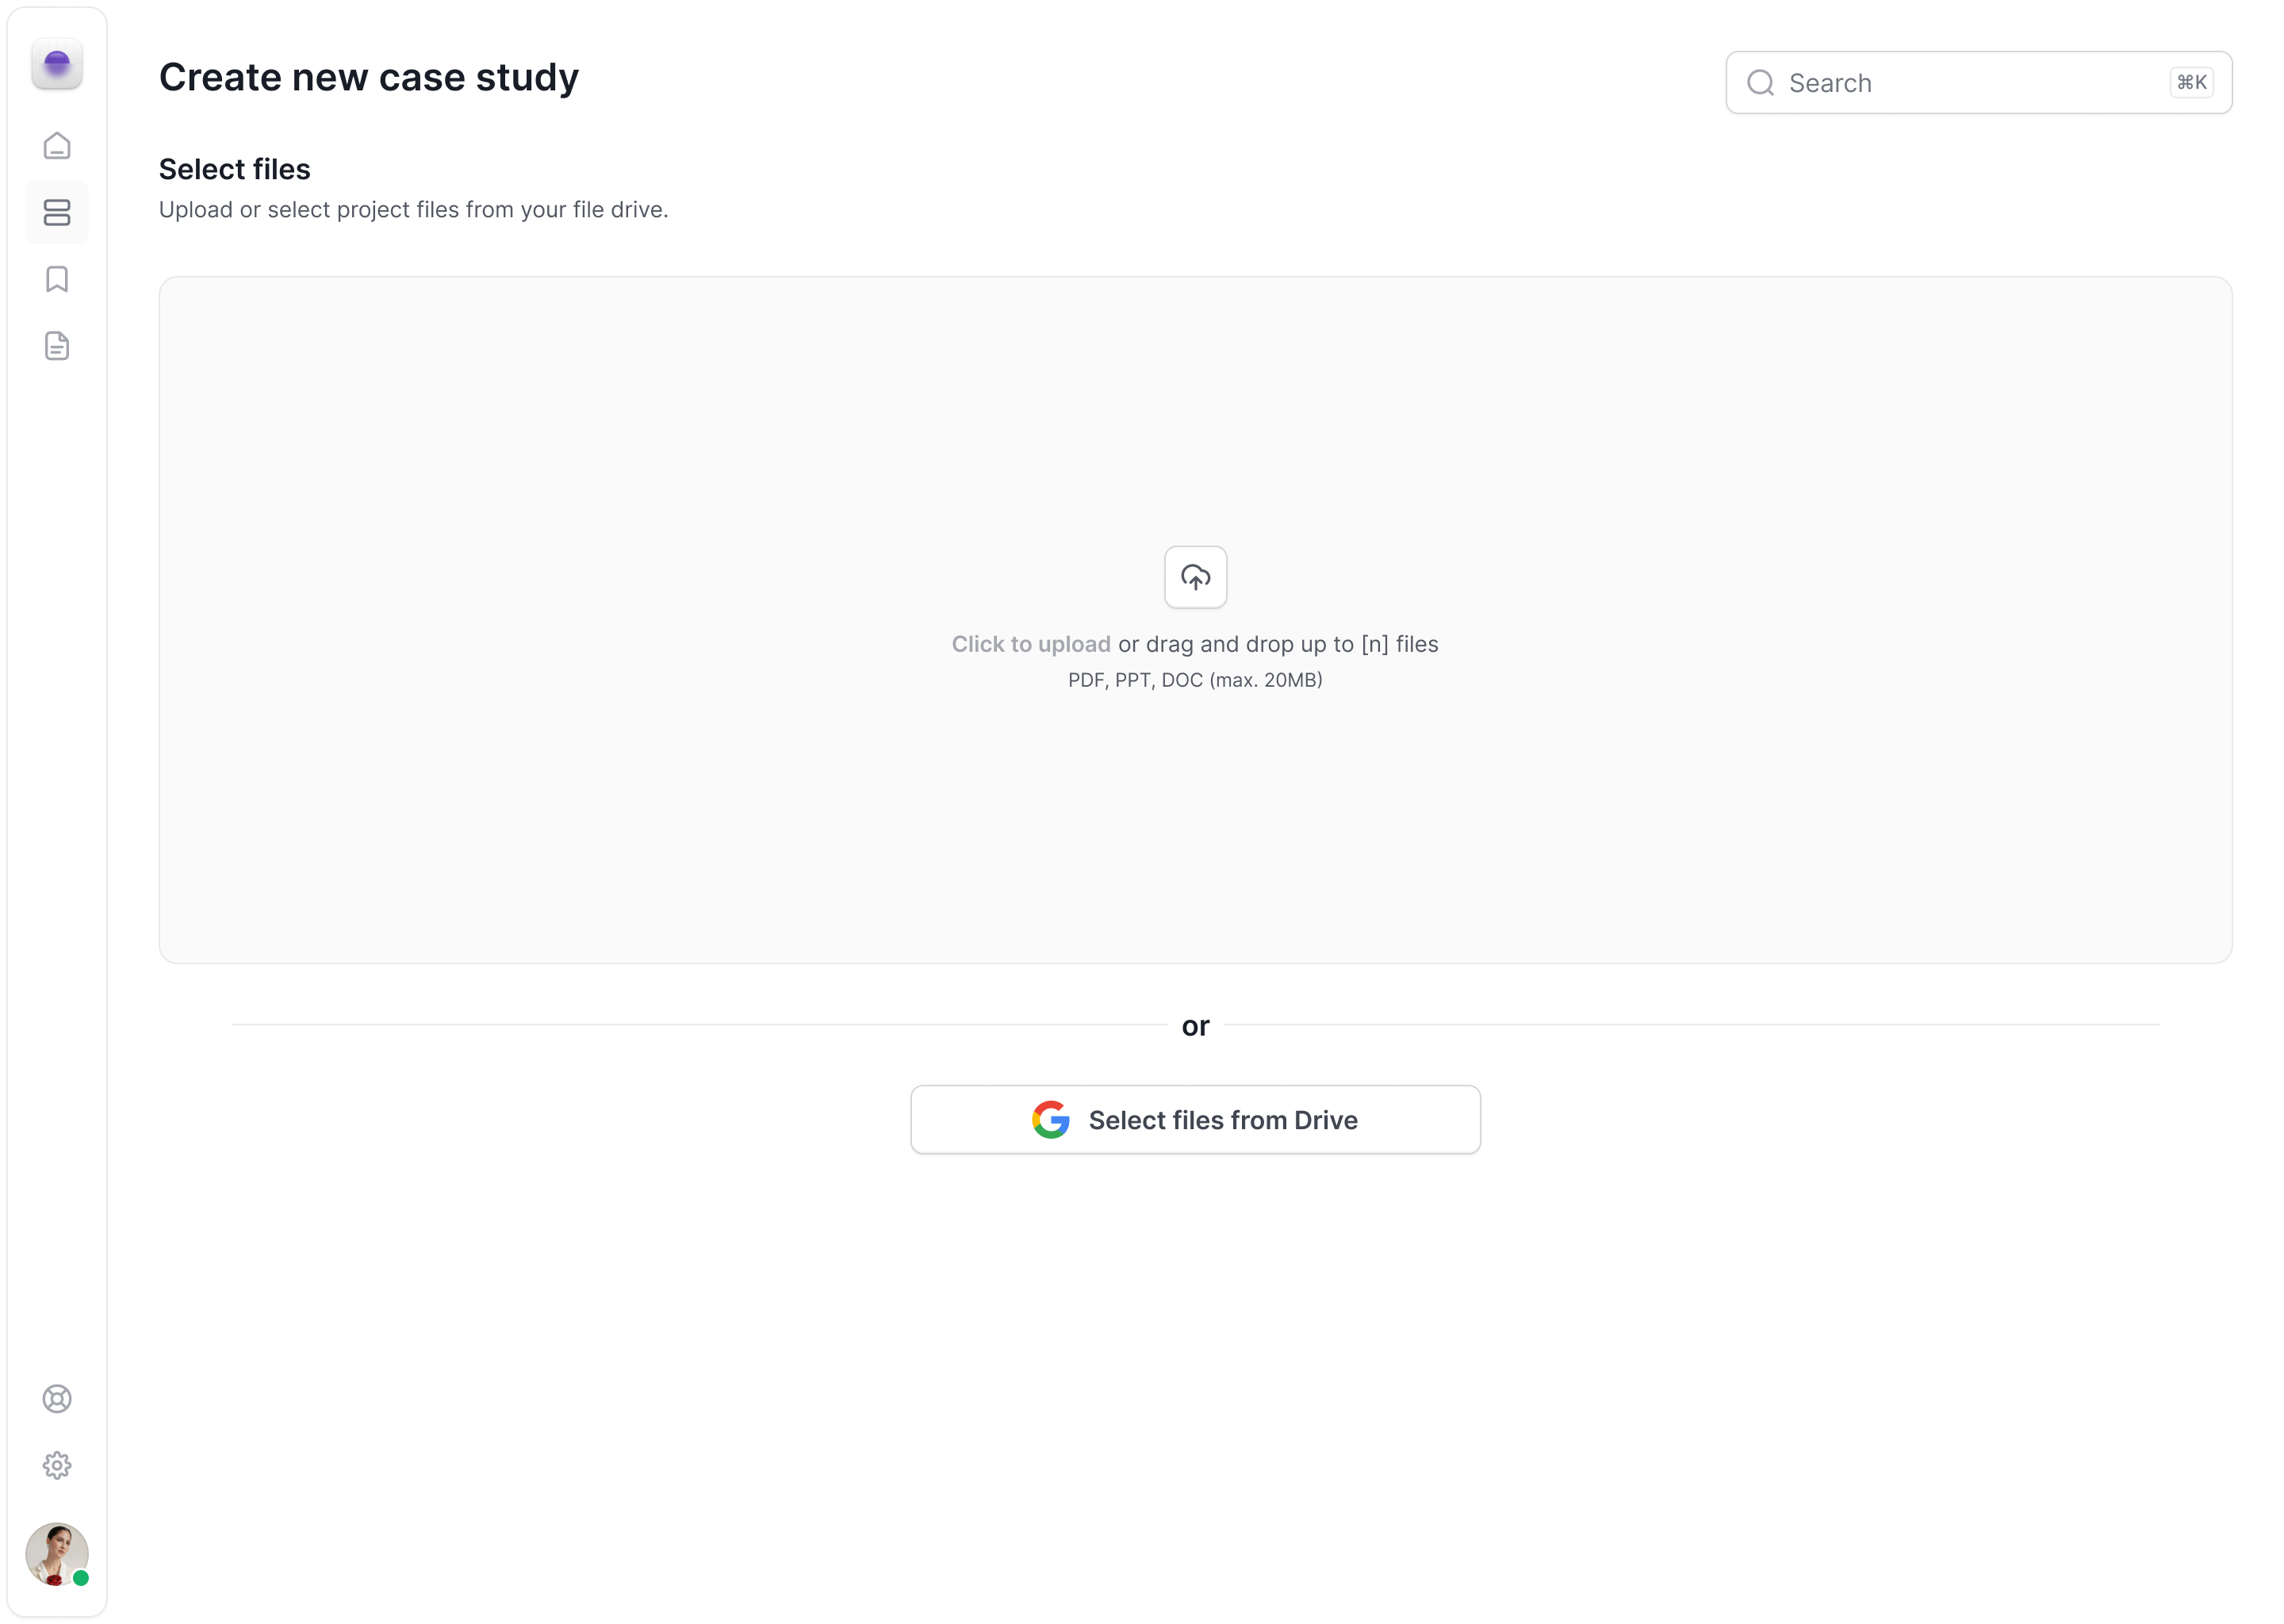 Create new case study
Search
⌘K
Select files
Upload or select project files from your file drive.
Click to upload or drag and drop up to [n] files
PDF, PPT, DOC (max. 20MB)
or
Select files from Drive